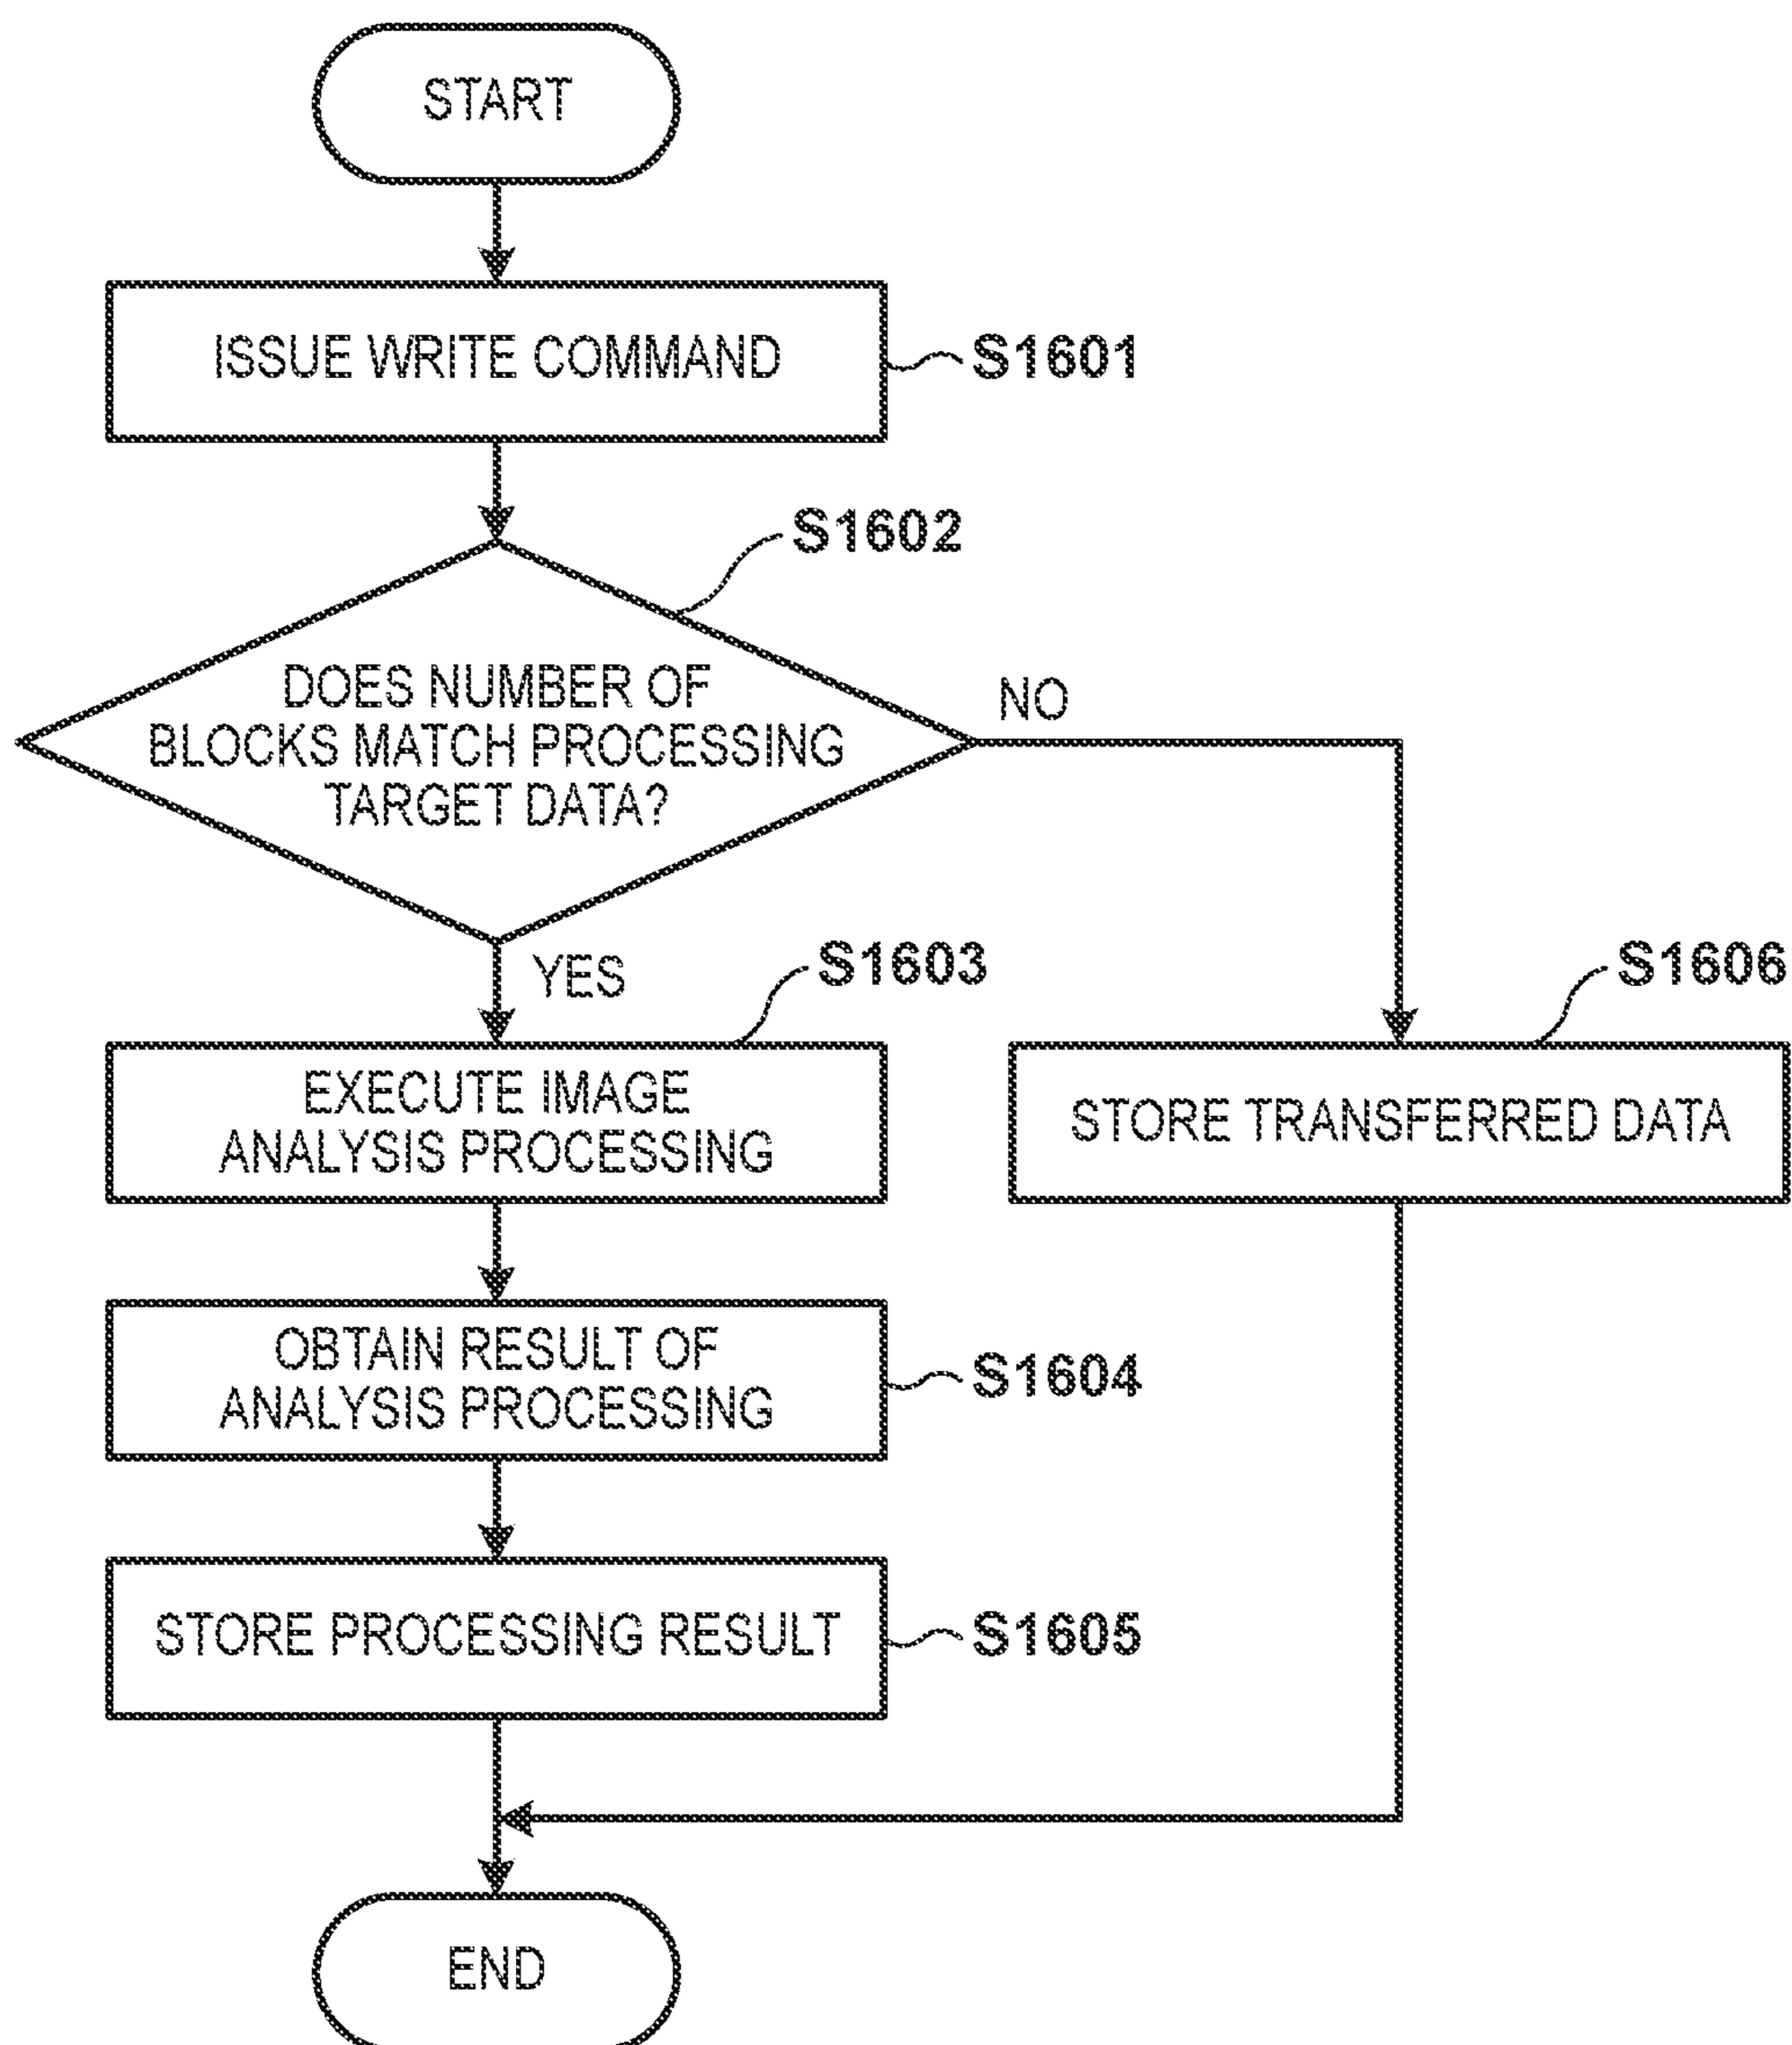 START
ISSUE WRITE COMMAND
S1601
S1602
DOES NUMBER OF
BLOCKS MATCH PROCESSING
TARGET DATA?
NO
YES
S1603
EXECUTE IMAGE
ANALYSIS PROCESSING
S1606
STORE TRANSFERRED DATA
OBTAIN RESULT OF
ANALYSIS PROCESSING
S1604
STORE PROCESSING RESULT
S1605
END